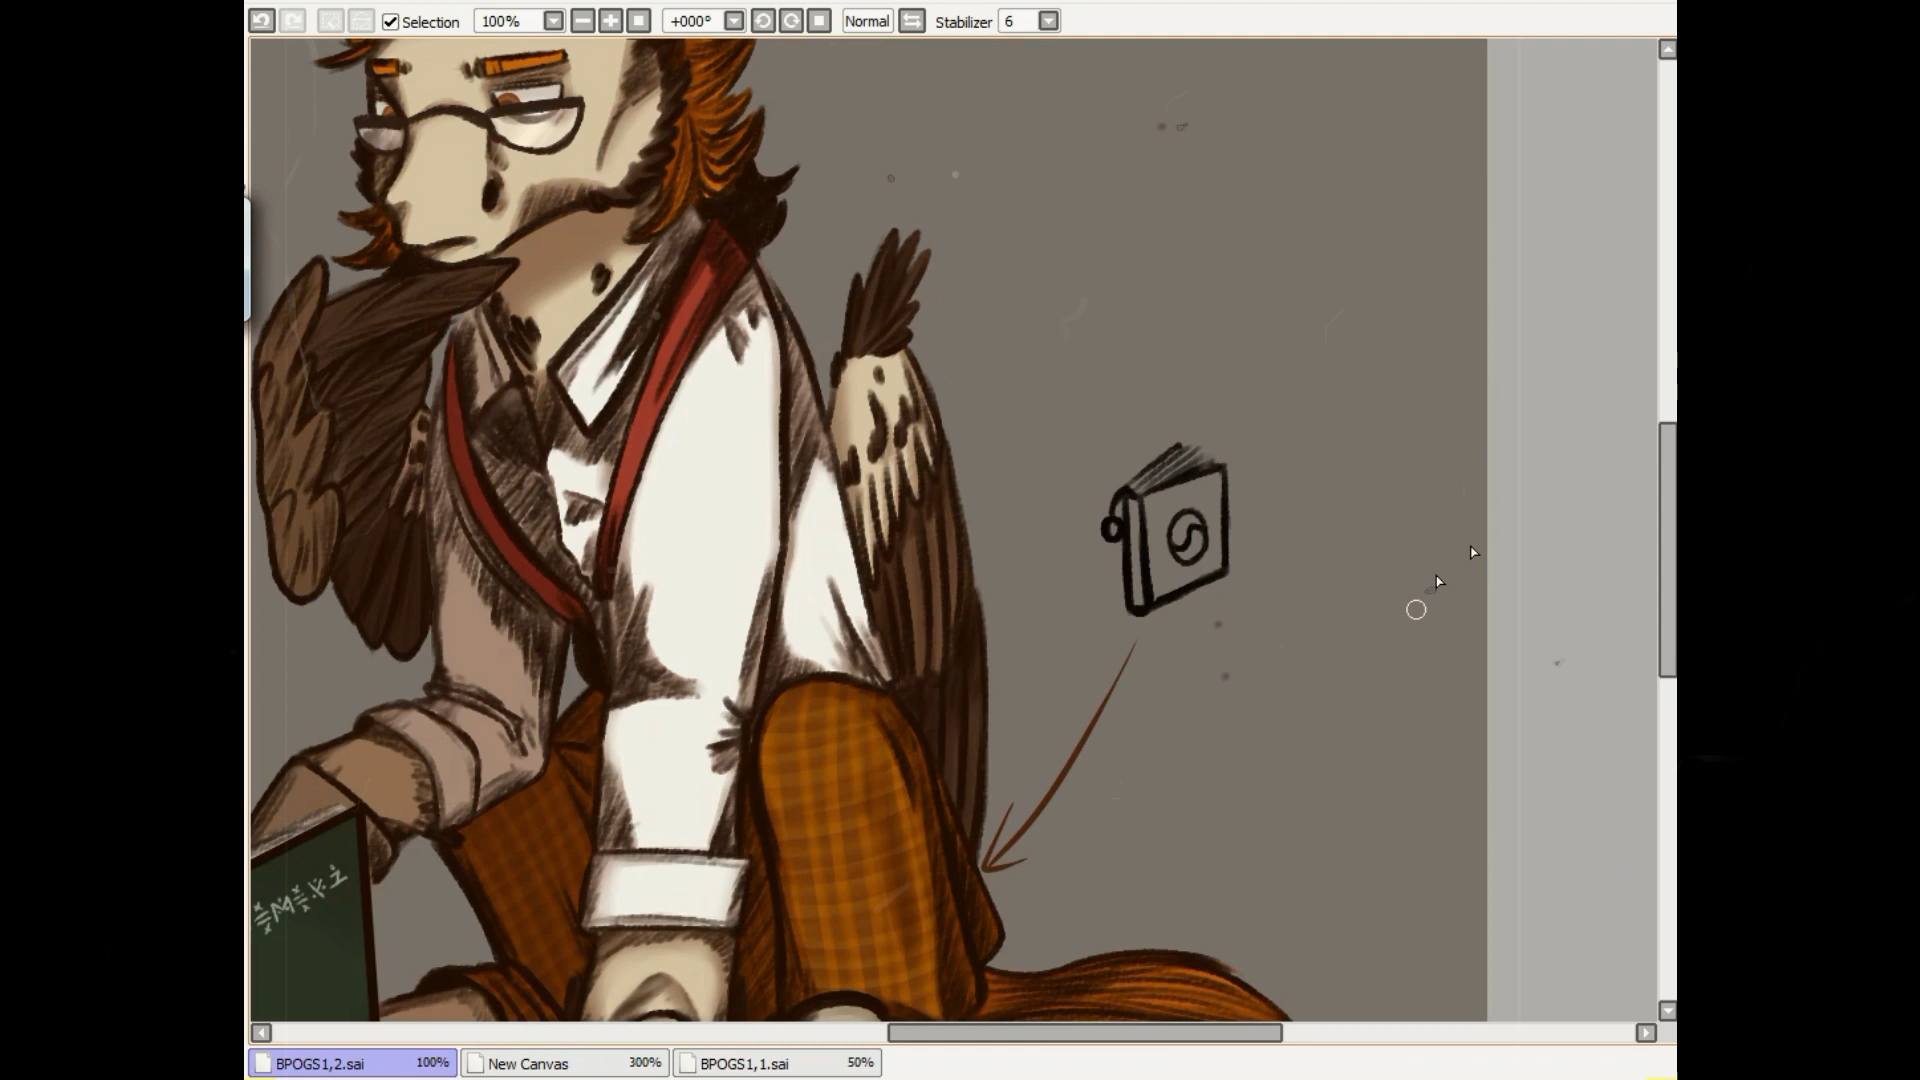 Selection 100% +000° Normal Stabilizer 6
BPOGS1,2.sai 100% New Canvas 300% BPOGS1,1.sai 50%